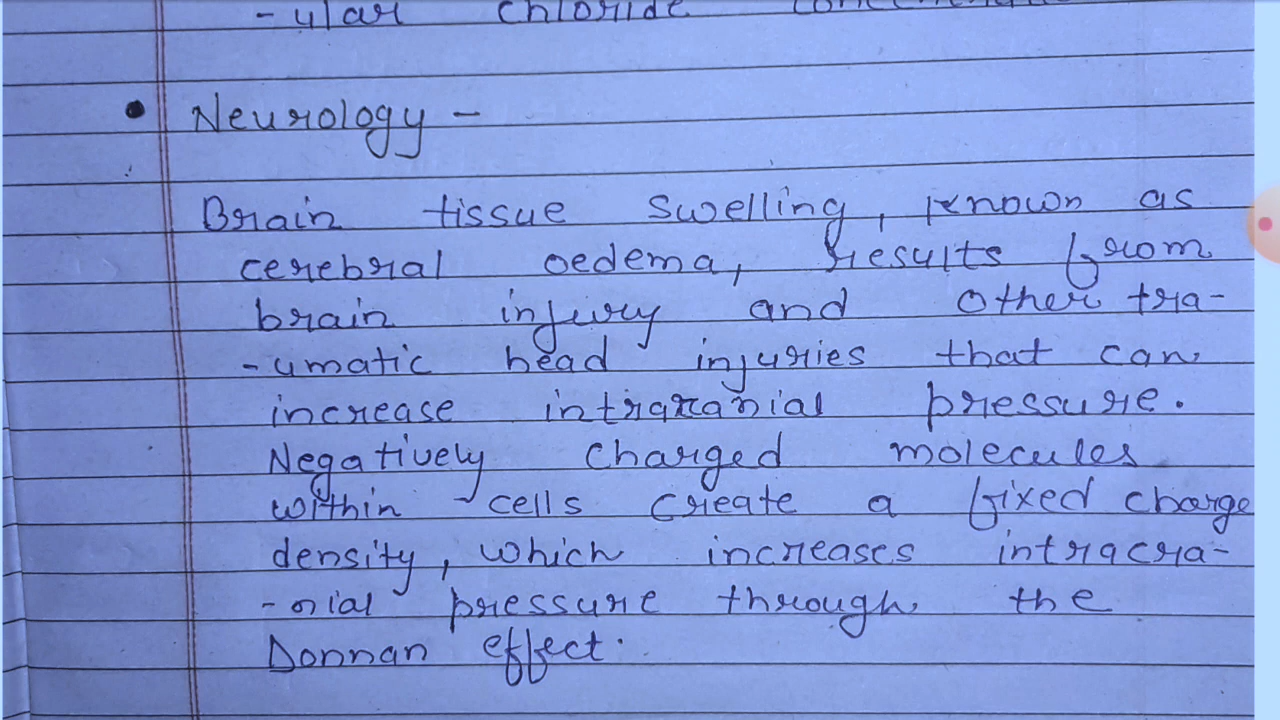 -ular chloride
• Neurology -
Brain tissue swelling, known as
cerebral oedema, results from
brain injury and other tra-
-umatic head injuries that can
increase intracranial pressure.
Negatively charged molecules
within cells create a fixed charge
density, which increases intracra-
-nial pressure through the
Donnan effect.